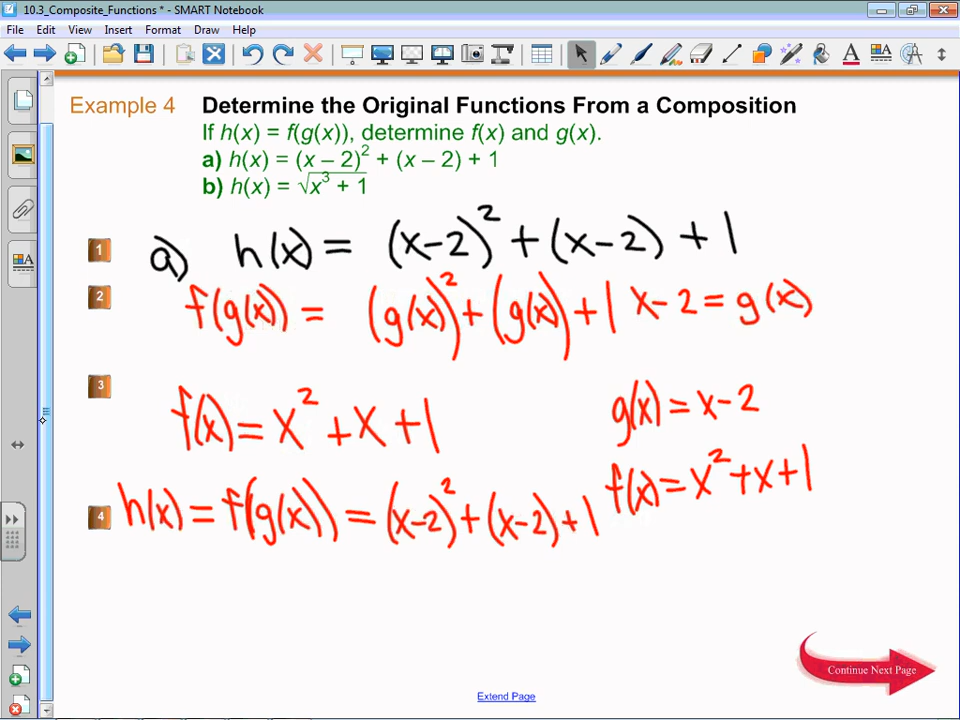 10.3_Composite_Functions * - SMART Notebook
File Edit View Insert Format Draw Help
Example 4 Determine the Original Functions From a Composition
If h(x) = f(g(x)), determine f(x) and g(x).
a) h(x) = (x – 2)² + (x – 2) + 1
b) h(x) = √(x³ + 1)
1 a) h(x) = (x-2)² + (x-2) + 1
2 f(g(x)) = (g(x))² + (g(x)) + 1 x-2 = g(x)
3 f(x) = x² + x + 1 g(x) = x-2
f(x) = x² + x + 1
4 h(x) = f(g(x)) = (x-2)² + (x-2) + 1
Continue Next Page
Extend Page